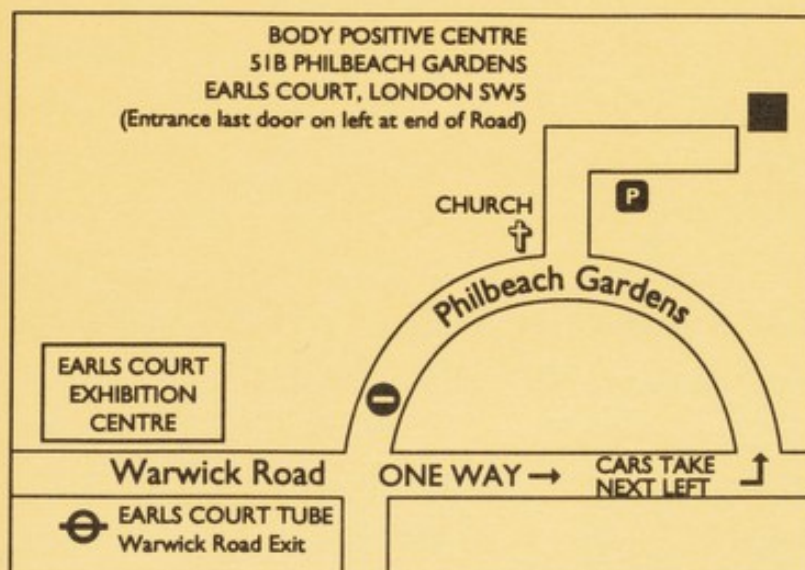 BODY POSITIVE CENTRE
51B PHILBEACH GARDENS
EARLS COURT, LONDON SW5
(Entrance last door on left at end of Road)
P
CHURCH
Philbeach Gardens
EARLS COURT
EXHIBITION
CENTRE
Warwick Road
ONE WAY →
CARS TAKE
NEXT LEFT
EARLS COURT TUBE
Warwick Road Exit